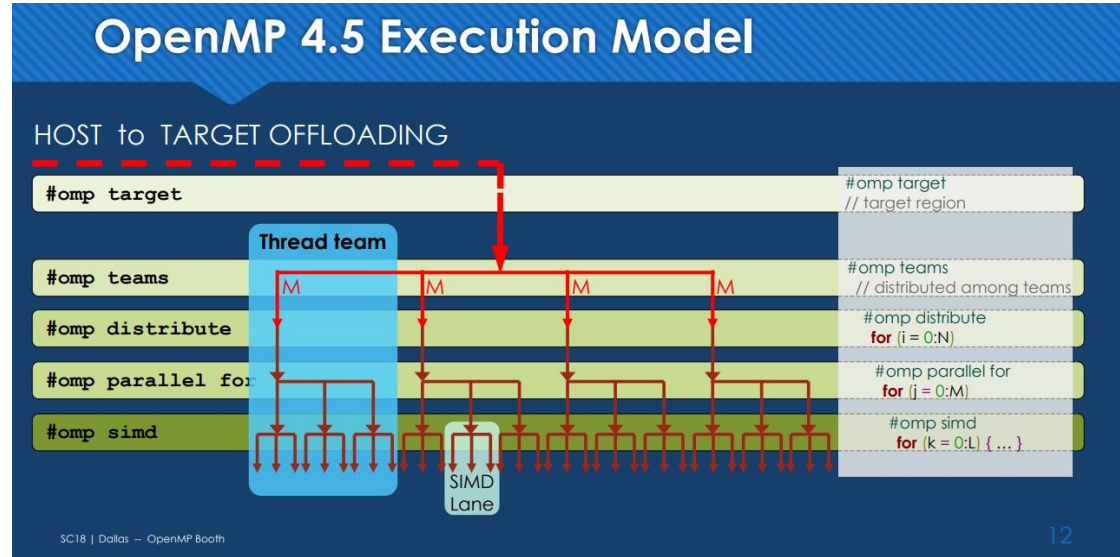 OpenMP 4.5 Execution Model
HOST to TARGET OFFLOADING
#omp target
#omp target
// target region
Thread team
#omp teams
M
M
M
M
#omp teams
// distributed among teams
#omp distribute
#omp distribute
for (i = 0:N)
#omp parallel for
#omp parallel for
for (j = 0:M)
#omp simd
#omp simd
for (k = 0:L) { ... }
SIMD
Lane
SC18 | Dallas -- OpenMP Booth
12